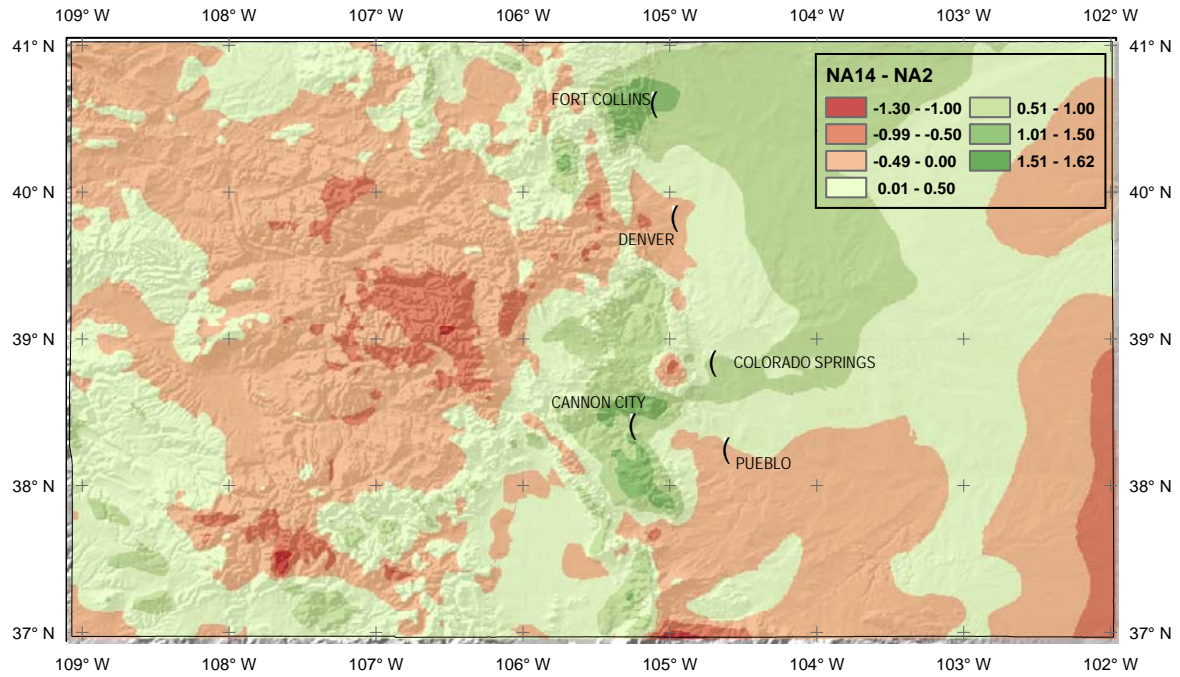 109° W 108° W 107° W 106° W 105° W 104° W 103° W 102° W
41° N 41° N
NA14 - NA2
-1.30 - -1.00 0.51 - 1.00
-0.99 - -0.50 1.01 - 1.50
-0.49 - 0.00 1.51 - 1.62
0.01 - 0.50
FORT COLLINS
40° N 40° N
DENVER
39° N 39° N
COLORADO SPRINGS
CANNON CITY
PUEBLO
38° N 38° N
37° N 37° N
109° W 108° W 107° W 106° W 105° W 104° W 103° W 102° W